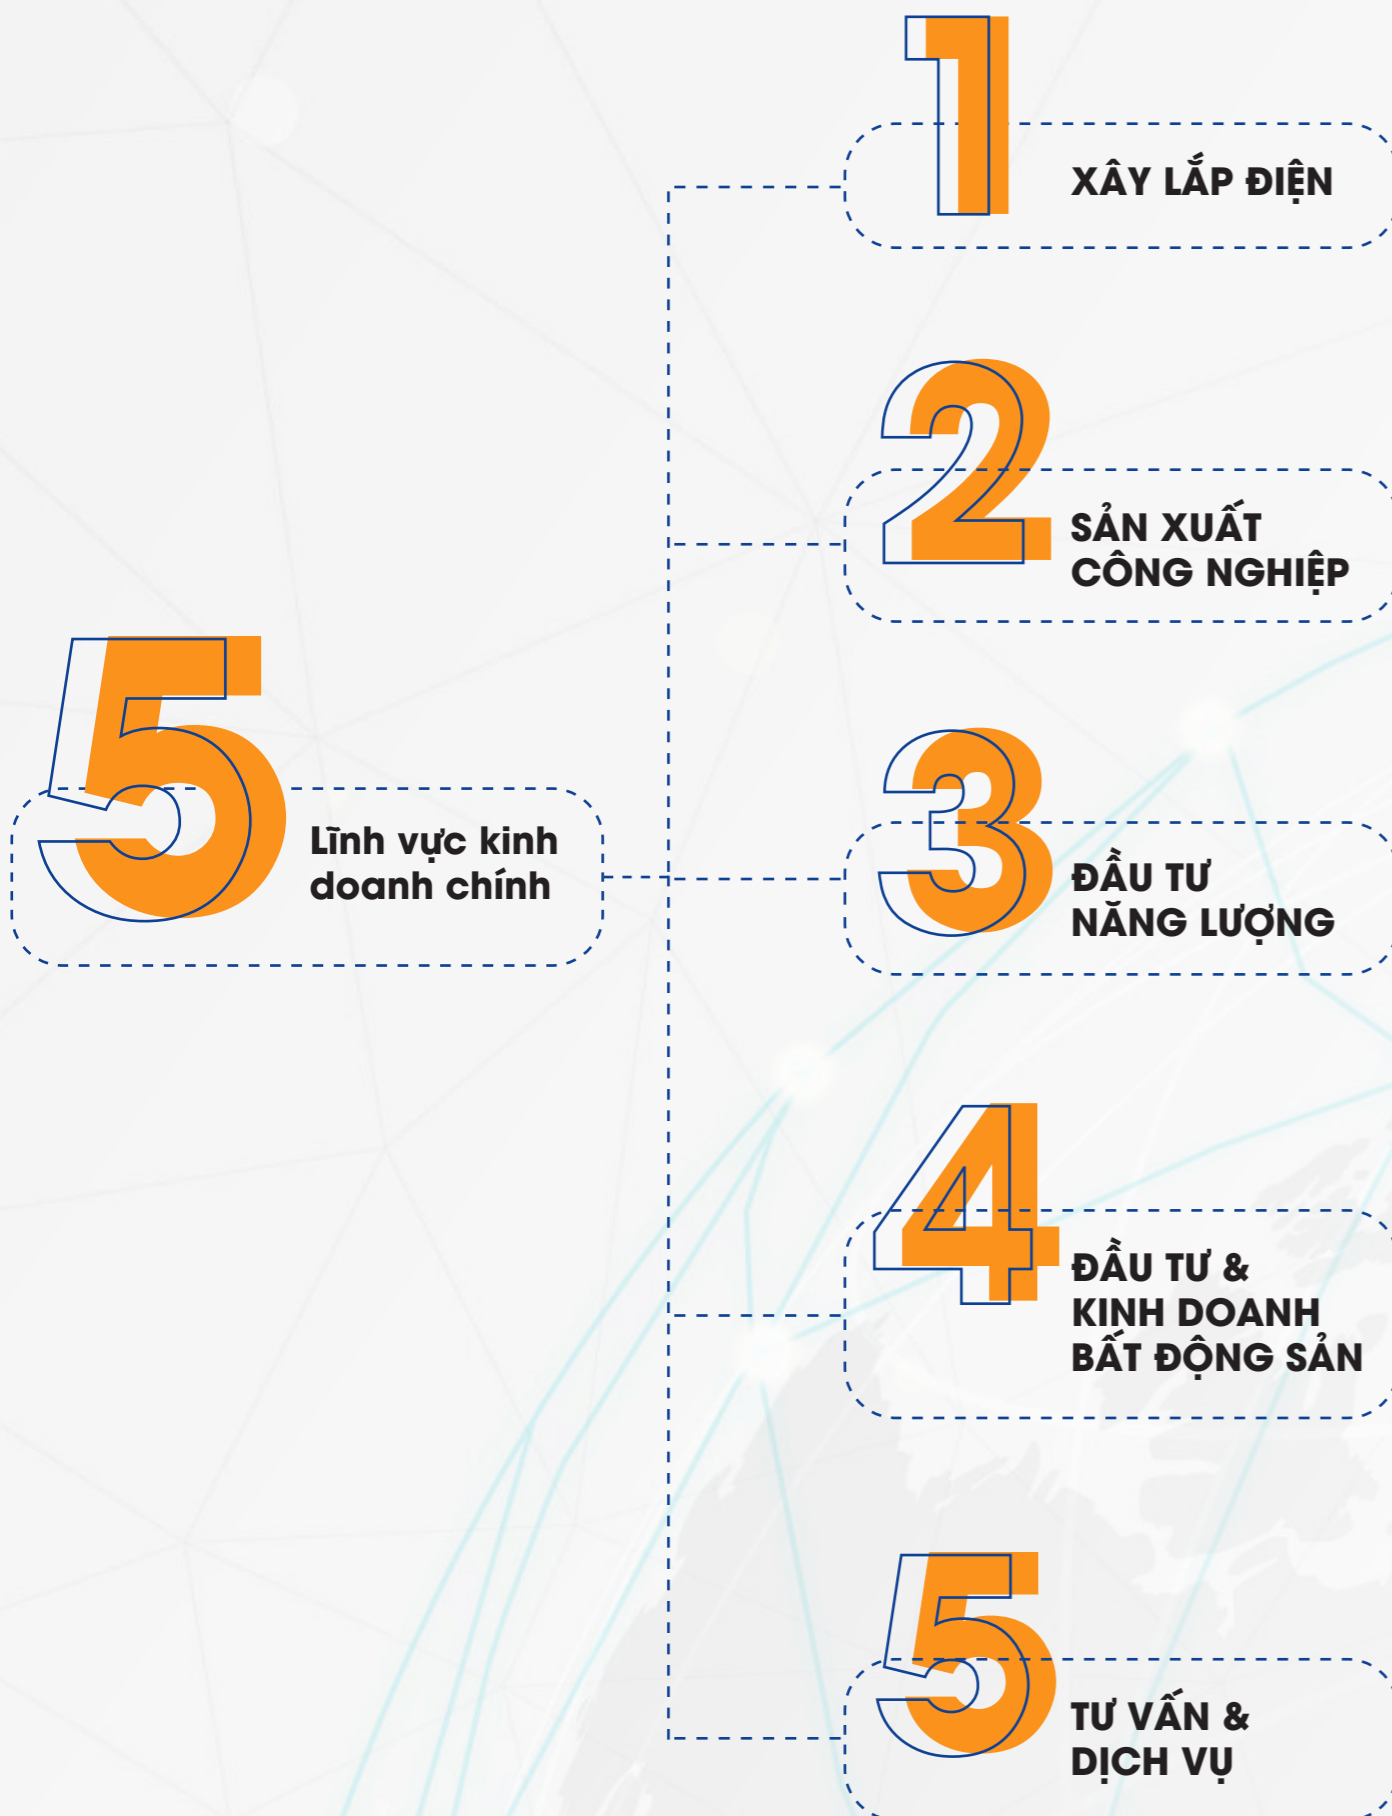 5
Lĩnh vực kinh
doanh chính
1
XÂY LẮP ĐIỆN
2
SẢN XUẤT
CÔNG NGHIỆP
3
ĐẦU TƯ
NĂNG LƯỢNG
4
ĐẦU TƯ &
KINH DOANH
BẤT ĐỘNG SẢN
5
TƯ VẤN &
DỊCH VỤ